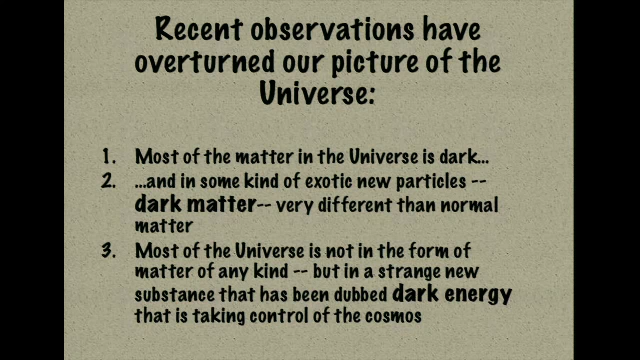 Recent observations have
overturned our picture of the
Universe:
1. Most of the matter in the Universe is dark...
2. ...and in some kind of exotic new particles --
dark matter-- very different than normal
matter
3. Most of the Universe is not in the form of
matter of any kind -- but in a strange new
substance that has been dubbed dark energy
that is taking control of the cosmos